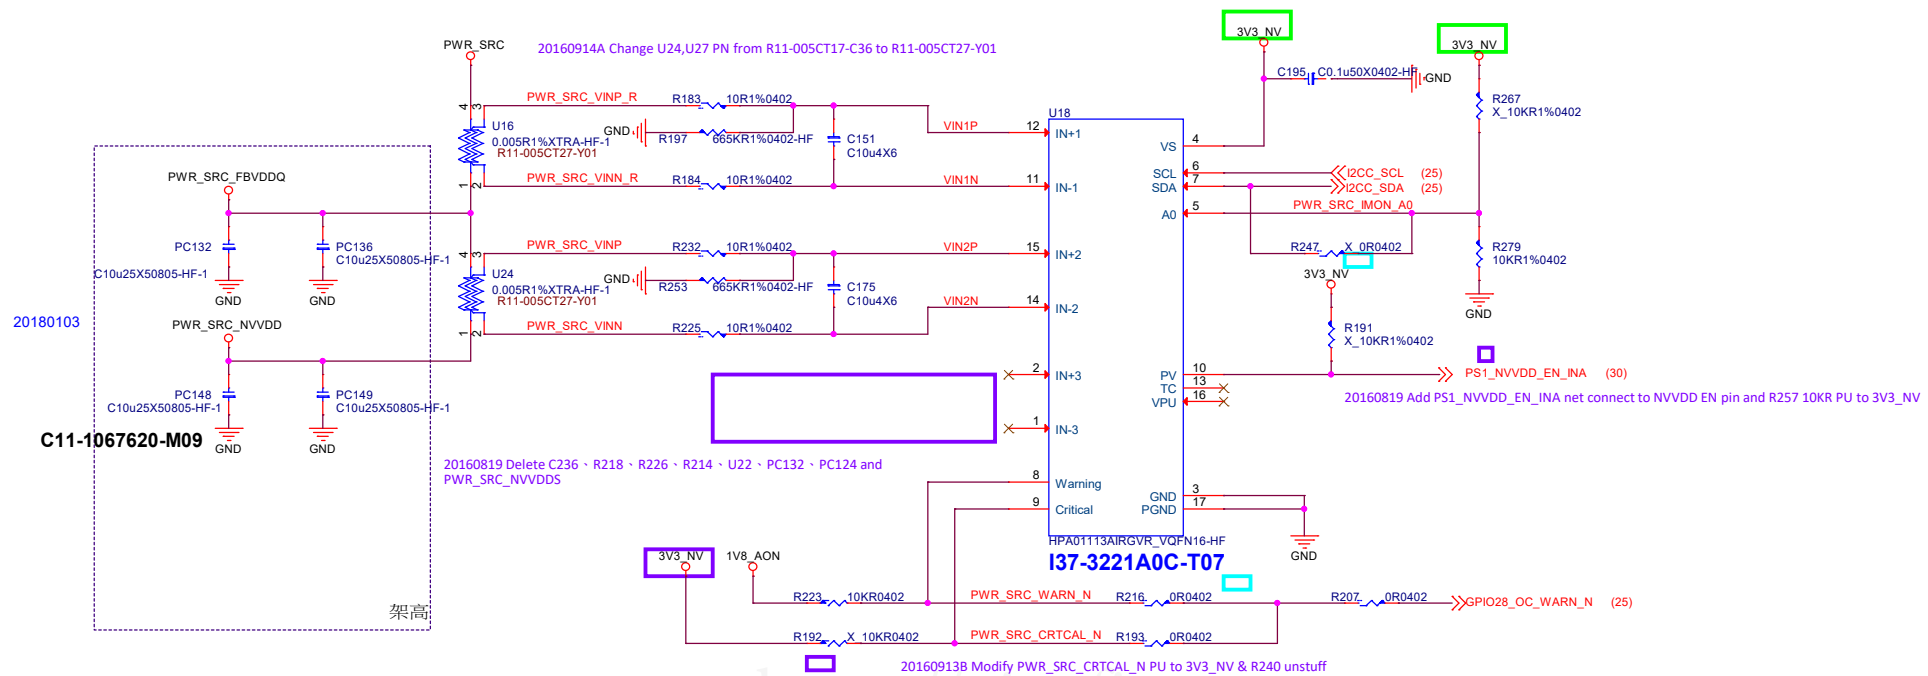 3V3_NV
3V3_NV
PWR_SRC
20160914A Change U24,U27 PN from R11-005CT17-C36 to R11-005CT27-Y01
C195
C0.1u50X0402-HF
GND
PWR_SRC_VINP_R
R183
10R1%0402
R267
X_10KR1%0402
4
3
U16
0.005R1%XTRA-HF-1
R11-005CT27-Y01
1
2
GND
R197
665KR1%0402-HF
C151
C10u4X6
VIN1P
12
U18
IN+1
VS
4
PWR_SRC_VINN_R
R184
10R1%0402
VIN1N
11
IN-1
SCL
6
I2CC_SCL (25)
SDA
7
I2CC_SDA (25)
A0
5
PWR_SRC_IMON_A0
PWR_SRC_FBVDDQ
PC132
C10u25X50805-HF-1
GND
PC136
C10u25X50805-HF-1
GND
4
3
U24
0.005R1%XTRA-HF-1
R11-005CT27-Y01
1
2
PWR_SRC_VINP
R232
10R1%0402
VIN2P
15
IN+2
R247
X_0R0402
R279
10KR1%0402
GND
GND
R253
665KR1%0402-HF
C175
C10u4X6
3V3_NV
20180103
PWR_SRC_NVVDD
PWR_SRC_VINN
R225
10R1%0402
VIN2N
14
IN-2
R191
X_10KR1%0402
PC148
C10u25X50805-HF-1
GND
PC149
C10u25X50805-HF-1
GND
C11-1067620-M09
2
IN+3
PV
10
PS1_NVVDD_EN_INA (30)
TC
13
VPU
16
20160819 Add PS1_NVVDD_EN_INA net connect to NVVDD EN pin and R257 10KR PU to 3V3_NV
1
IN-3
20160819 Delete C236、R218、R226、R214、U22、PC132、PC124 and
PWR_SRC_NVVDDS
8
Warning
9
Critical
GND
3
PGND
17
GND
HPA01113AIRGVR_VQFN16-HF
I37-3221A0C-T07
3V3_NV
1V8_AON
架高
R223
10KR0402
PWR_SRC_WARN_N
R216
0R0402
R207
0R0402
GPIO28_OC_WARN_N (25)
R192
X_10KR0402
PWR_SRC_CRTCAL_N
R193
0R0402
20160913B Modify PWR_SRC_CRTCAL_N PU to 3V3_NV & R240 unstuff